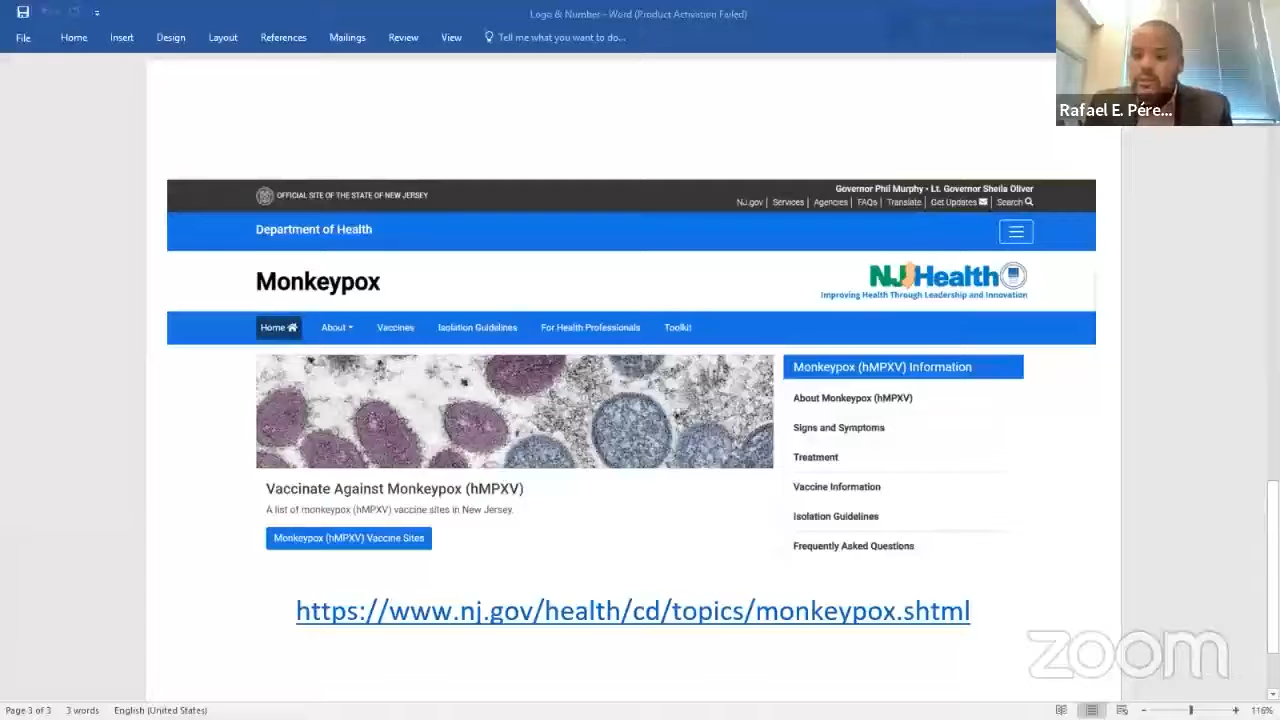 Logo & Number - Word (Product Activation Failed)
File Home Insert Design Layout References Mailings Review View Tell me what you want to do...
Rafael E. Pére...
OFFICIAL SITE OF THE STATE OF NEW JERSEY
Governor Phil Murphy • Lt. Governor Sheila Oliver
NJ.gov | Services | Agencies | FAQs | Translate | Get Updates | Search
Department of Health
Monkeypox
NJHealth
Improving Health Through Leadership and Innovation
Home About Vaccines Isolation Guidelines For Health Professionals Toolkit
Vaccinate Against Monkeypox (hMPXV)
A list of monkeypox (hMPXV) vaccine sites in New Jersey.
Monkeypox (hMPXV) Vaccine Sites
Monkeypox (hMPXV) Information
About Monkeypox (hMPXV)
Signs and Symptoms
Treatment
Vaccine Information
Isolation Guidelines
Frequently Asked Questions
https://www.nj.gov/health/cd/topics/monkeypox.shtml
zoom
Page 3 of 3 3 words English (United States) 116%